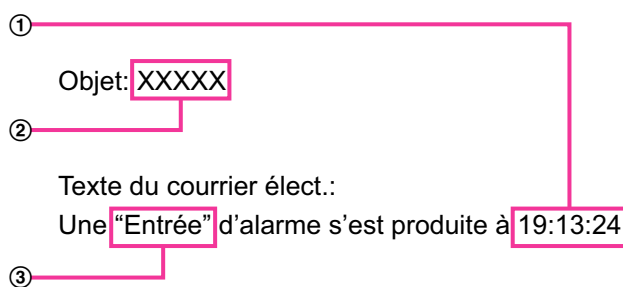 ①
Objet: XXXXX
②
Texte du courrier élect.:
Une “Entrée” d’alarme s’est produite à 19:13:24
③